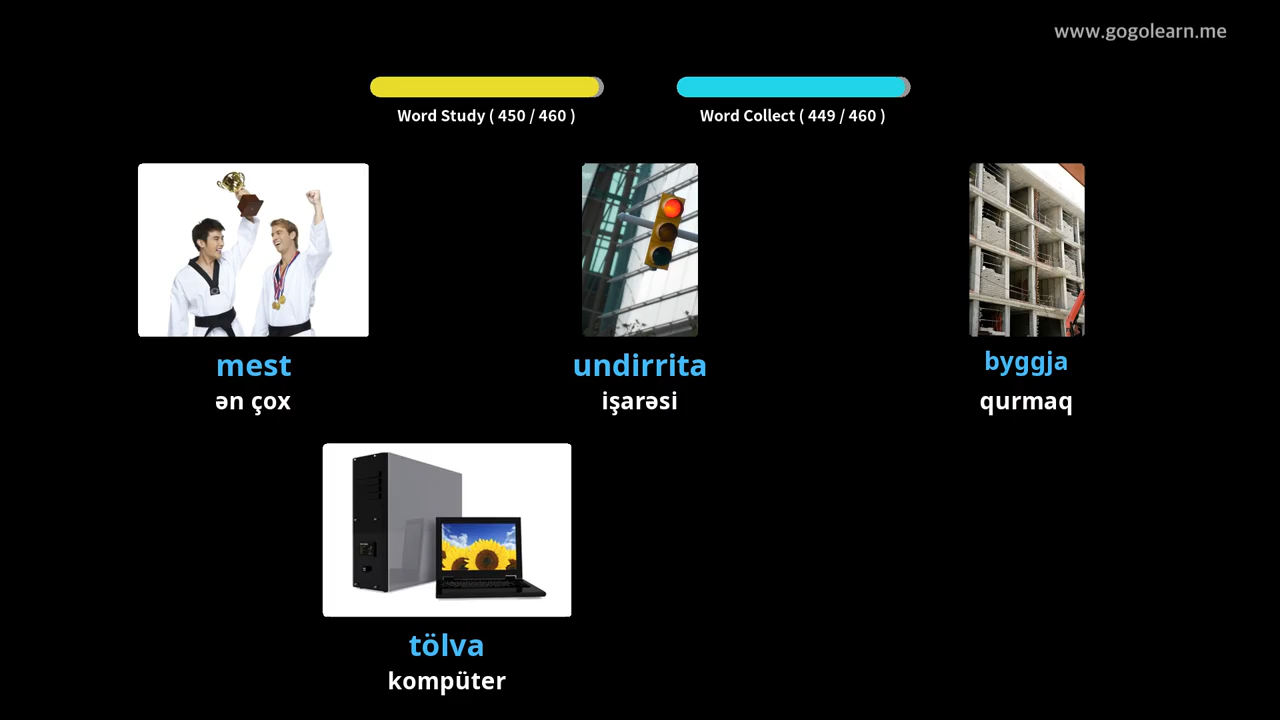 www.gogolearn.me
Word Study ( 450 / 460 )
Word Collect ( 449 / 460 )
mest
ən çox
undirrita
işarəsi
byggja
qurmaq
tölva
kompüter